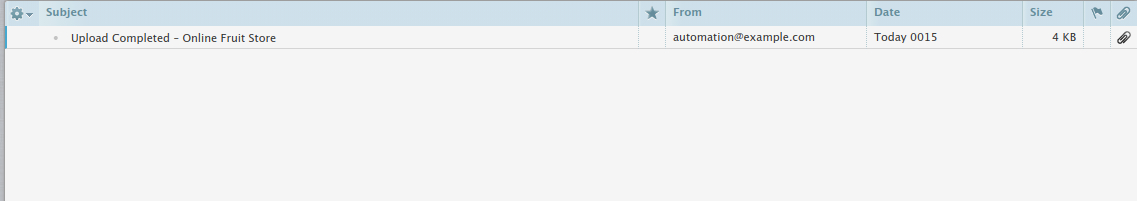 Subject From Date Size
Upload Completed – Online Fruit Store automation@example.com Today 0015 4 KB